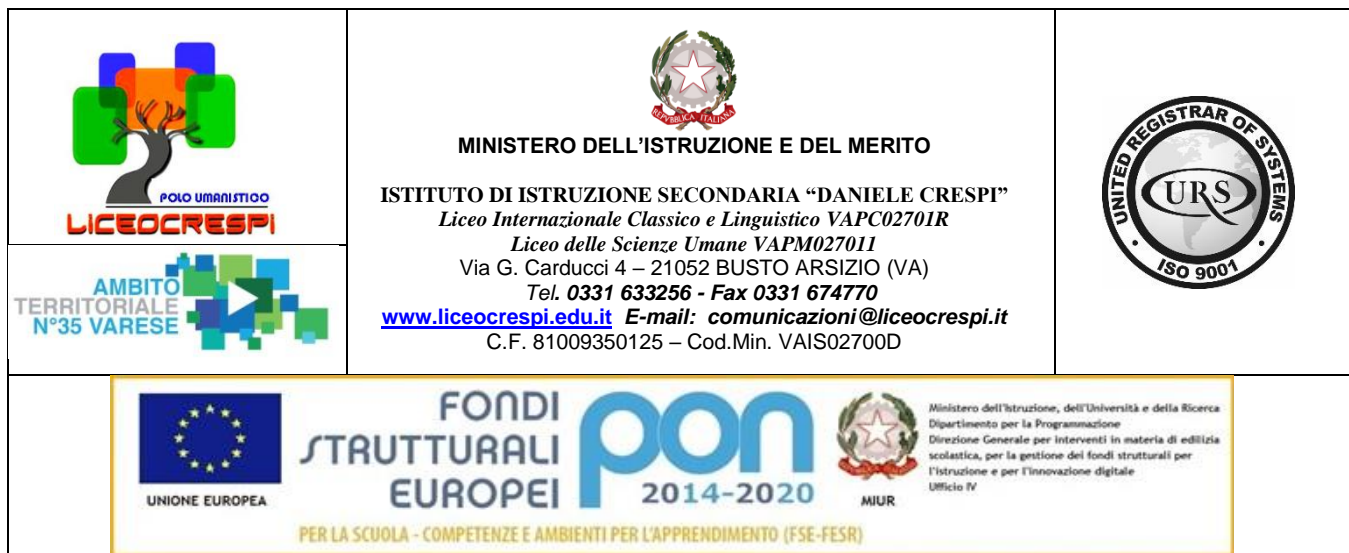 POLO UMANISTICO
LICEOCRESPI
AMBITO
TERRITORIALE
N°35 VARESE
REPVBBLICA ITALIANA
MINISTERO DELL’ISTRUZIONE E DEL MERITO
ISTITUTO DI ISTRUZIONE SECONDARIA “DANIELE CRESPI”
Liceo Internazionale Classico e Linguistico VAPC02701R
Liceo delle Scienze Umane VAPM027011
Via G. Carducci 4 – 21052 BUSTO ARSIZIO (VA)
Tel. 0331 633256 - Fax 0331 674770
www.liceocrespi.edu.it E-mail: comunicazioni@liceocrespi.it
C.F. 81009350125 – Cod.Min. VAIS02700D
UNITED REGISTRAR OF SYSTEMS
URS
ISO 9001
UNIONE EUROPEA
FONDI
STRUTTURALI
EUROPEI
pon
2014-2020
MIUR
Ministero dell'Istruzione, dell'Università e della Ricerca
Dipartimento per la Programmazione
Direzione Generale per interventi in materia di edilizia
scolastica, per la gestione dei fondi strutturali per
l'istruzione e per l'innovazione digitale
Ufficio IV
PER LA SCUOLA - COMPETENZE E AMBIENTI PER L'APPRENDIMENTO (FSE-FESR)